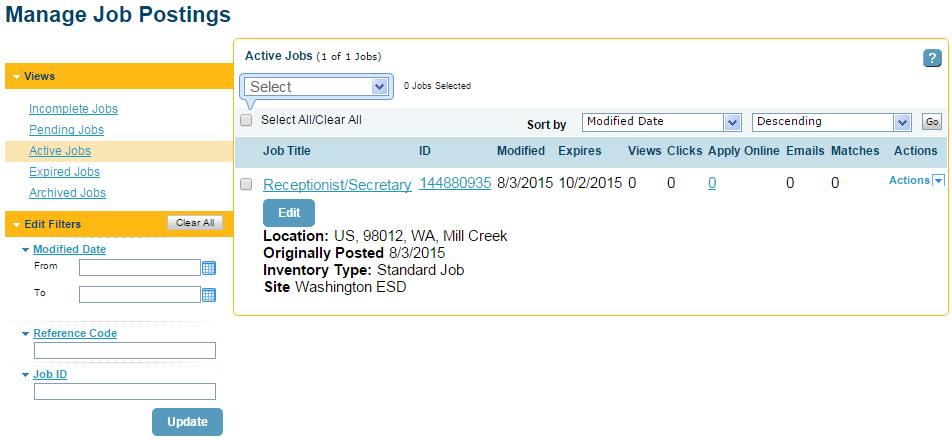 Manage Job Postings
Views
Incomplete Jobs
Pending Jobs
Active Jobs
Expired Jobs
Archived Jobs
Edit Filters Clear All
Modified Date
From
To
Reference Code
Job ID
Update
Active Jobs (1 of 1 Jobs) ?
Select 0 Jobs Selected
Select All/Clear All Sort by Modified Date Descending Go
Job Title ID Modified Expires Views Clicks Apply Online Emails Matches Actions
Receptionist/Secretary 144880935 8/3/2015 10/2/2015 0 0 0 0 0 Actions
Edit
Location: US, 98012, WA, Mill Creek
Originally Posted 8/3/2015
Inventory Type: Standard Job
Site Washington ESD